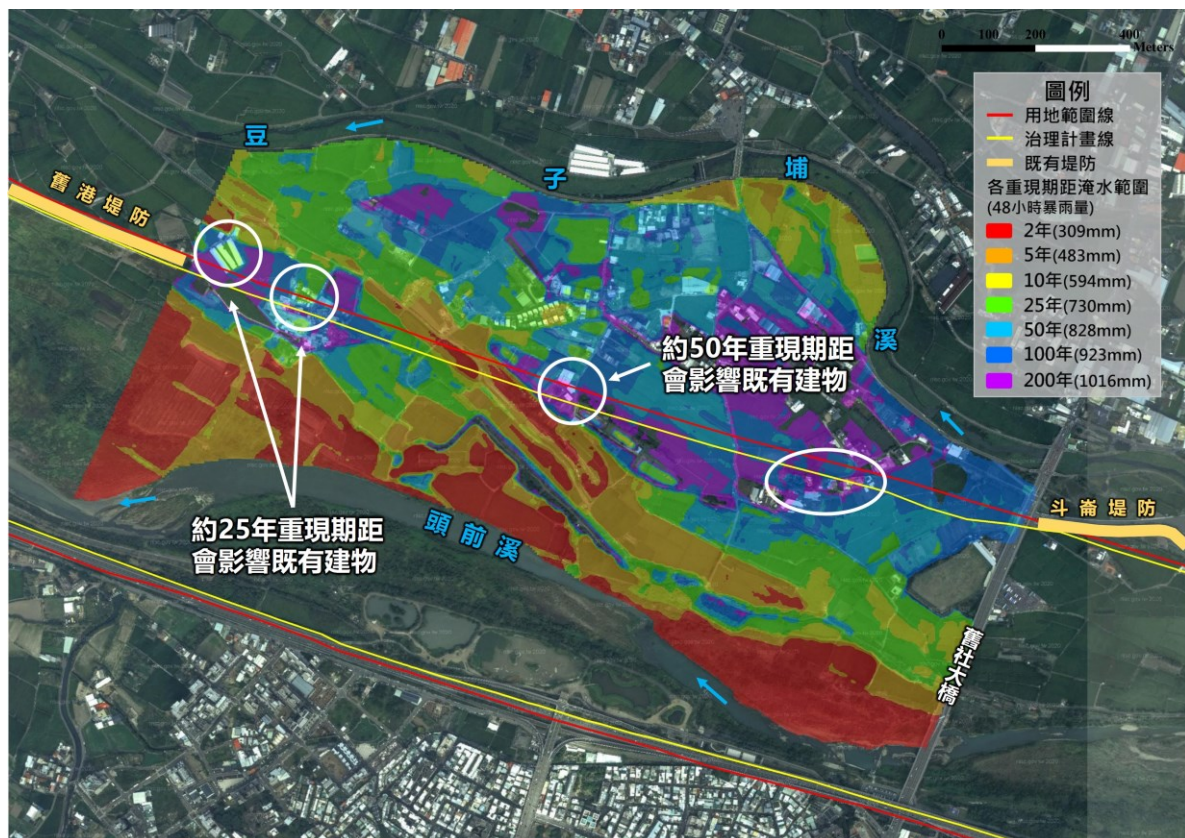 0 100 200 400
Meters
圖例
用地範圍線
治理計畫線
既有堤防
各重現期距淹水範圍
(48小時暴雨量)
2年(309mm)
5年(483mm)
10年(594mm)
25年(730mm)
50年(828mm)
100年(923mm)
200年(1016mm)
豆子埔溪
舊港堤防
約50年重現期距
會影響既有建物
斗崙堤防
約25年重現期距
會影響既有建物
頭前溪
舊社大橋